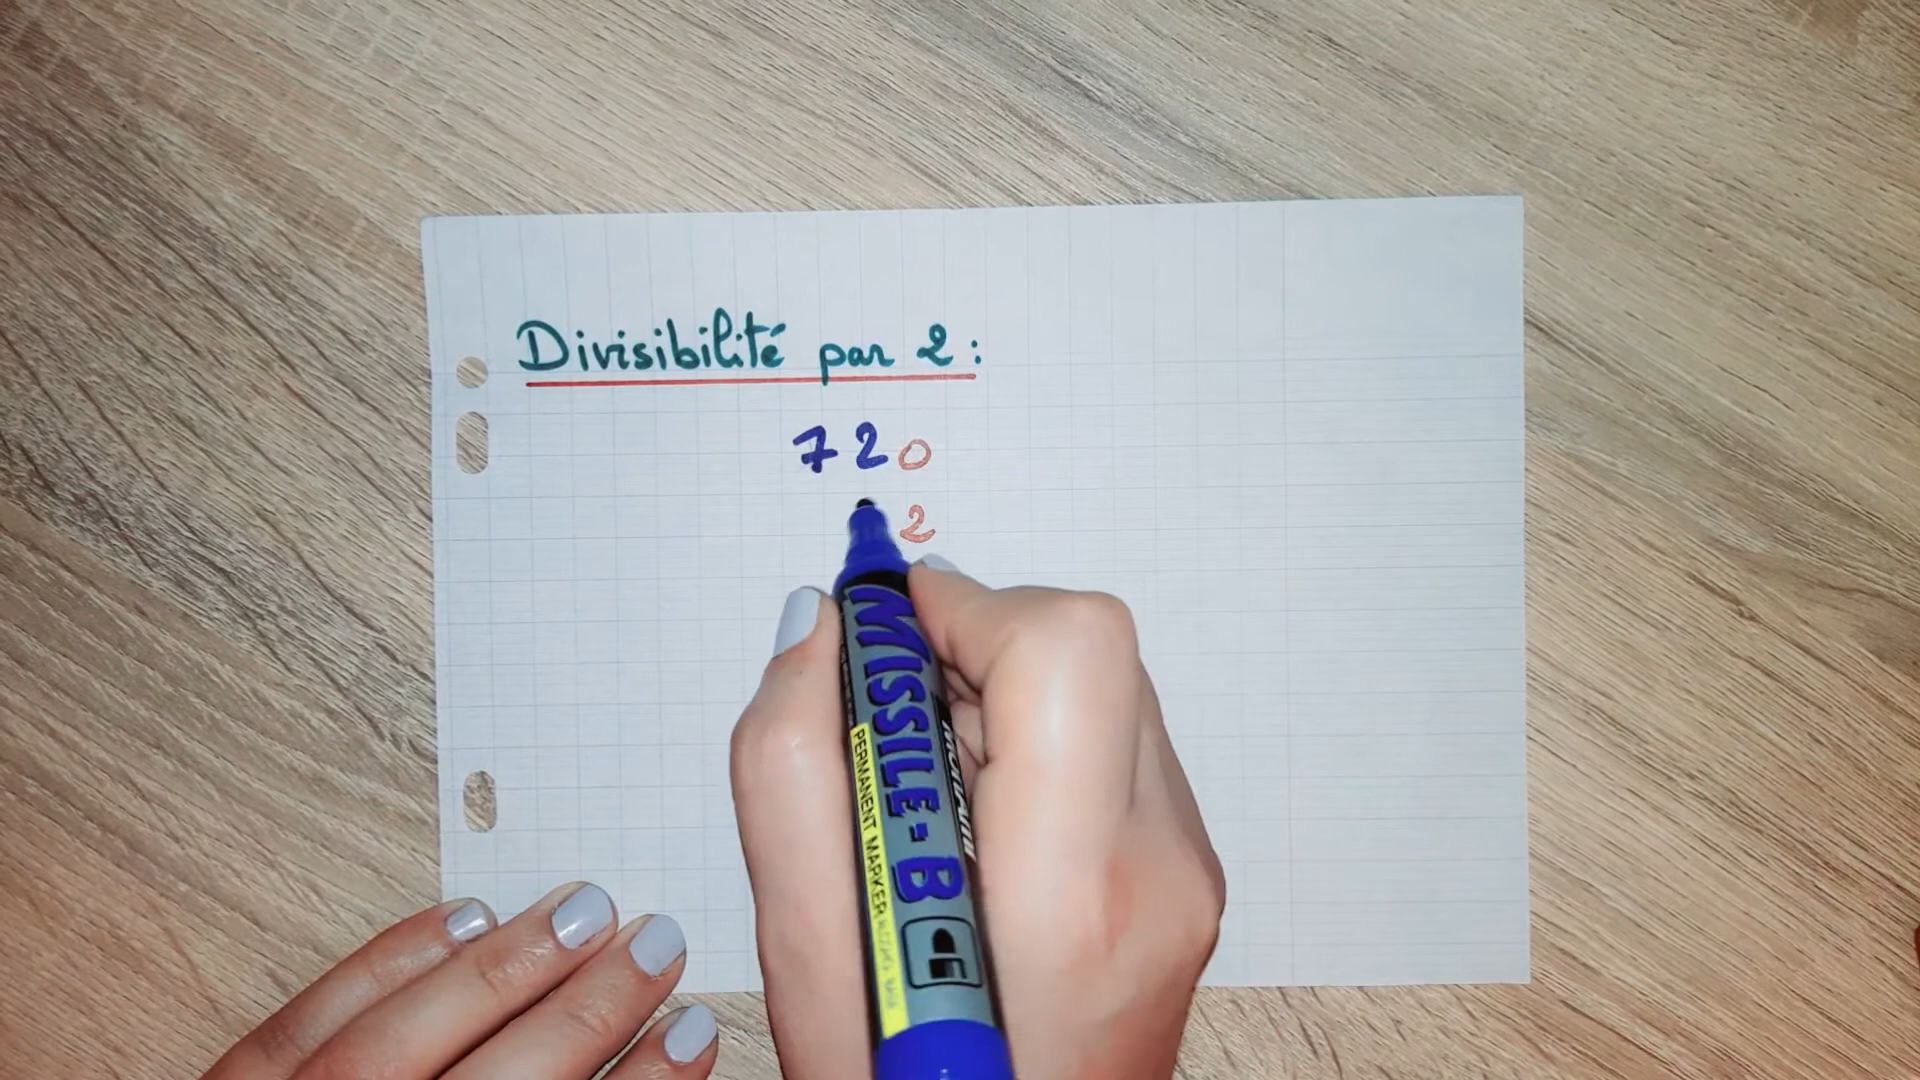 Divisibilité par 2 :
720
2
MISSILE-B
PERMANENT MARKER